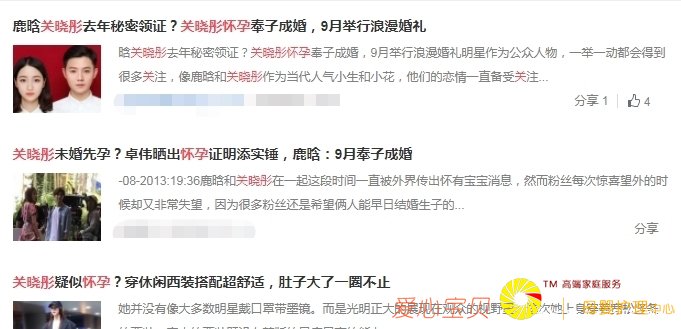 鹿晗关晓彤去年秘密领证？关晓彤怀孕奉子成婚，9月举行浪漫婚礼
晗关晓彤去年秘密领证？关晓彤怀孕奉子成婚，9月举行浪漫婚礼明星作为公众人物，一举一动都会得到
很多关注，像鹿晗和关晓彤作为当代人气小生和小花，他们的恋情一直备受关注...
分享 1 4
关晓彤未婚先孕？卓伟晒出怀孕证明添实锤，鹿晗：9月奉子成婚
-08-2013:19:36鹿晗和关晓彤在一起这段时间一直被外界传出怀有宝宝消息，然而粉丝每次惊喜望外的时
候却又非常失望，因为很多粉丝还是希望俩人能早日结婚生子的...
分享
关晓彤疑似怀孕？穿休闲西装搭配超舒适，肚子大了一圈不止
TM 高端家庭服务
她并没有像大多数明星戴口罩带墨镜。而是光明正大的展现在观众的视野
爱心宝贝